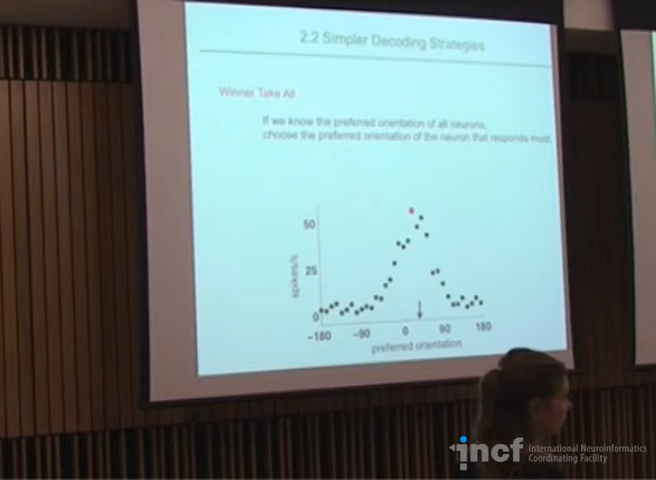 2.2 Simpler Decoding Strategies
Winner Take All
If we know the preferred orientation of all neurons,
choose the preferred orientation of the neuron that responds most.
50
25
0
spikes/s
-180 -90 0 90 180
preferred orientation
incf International Neuroinformatics
Coordinating Facility